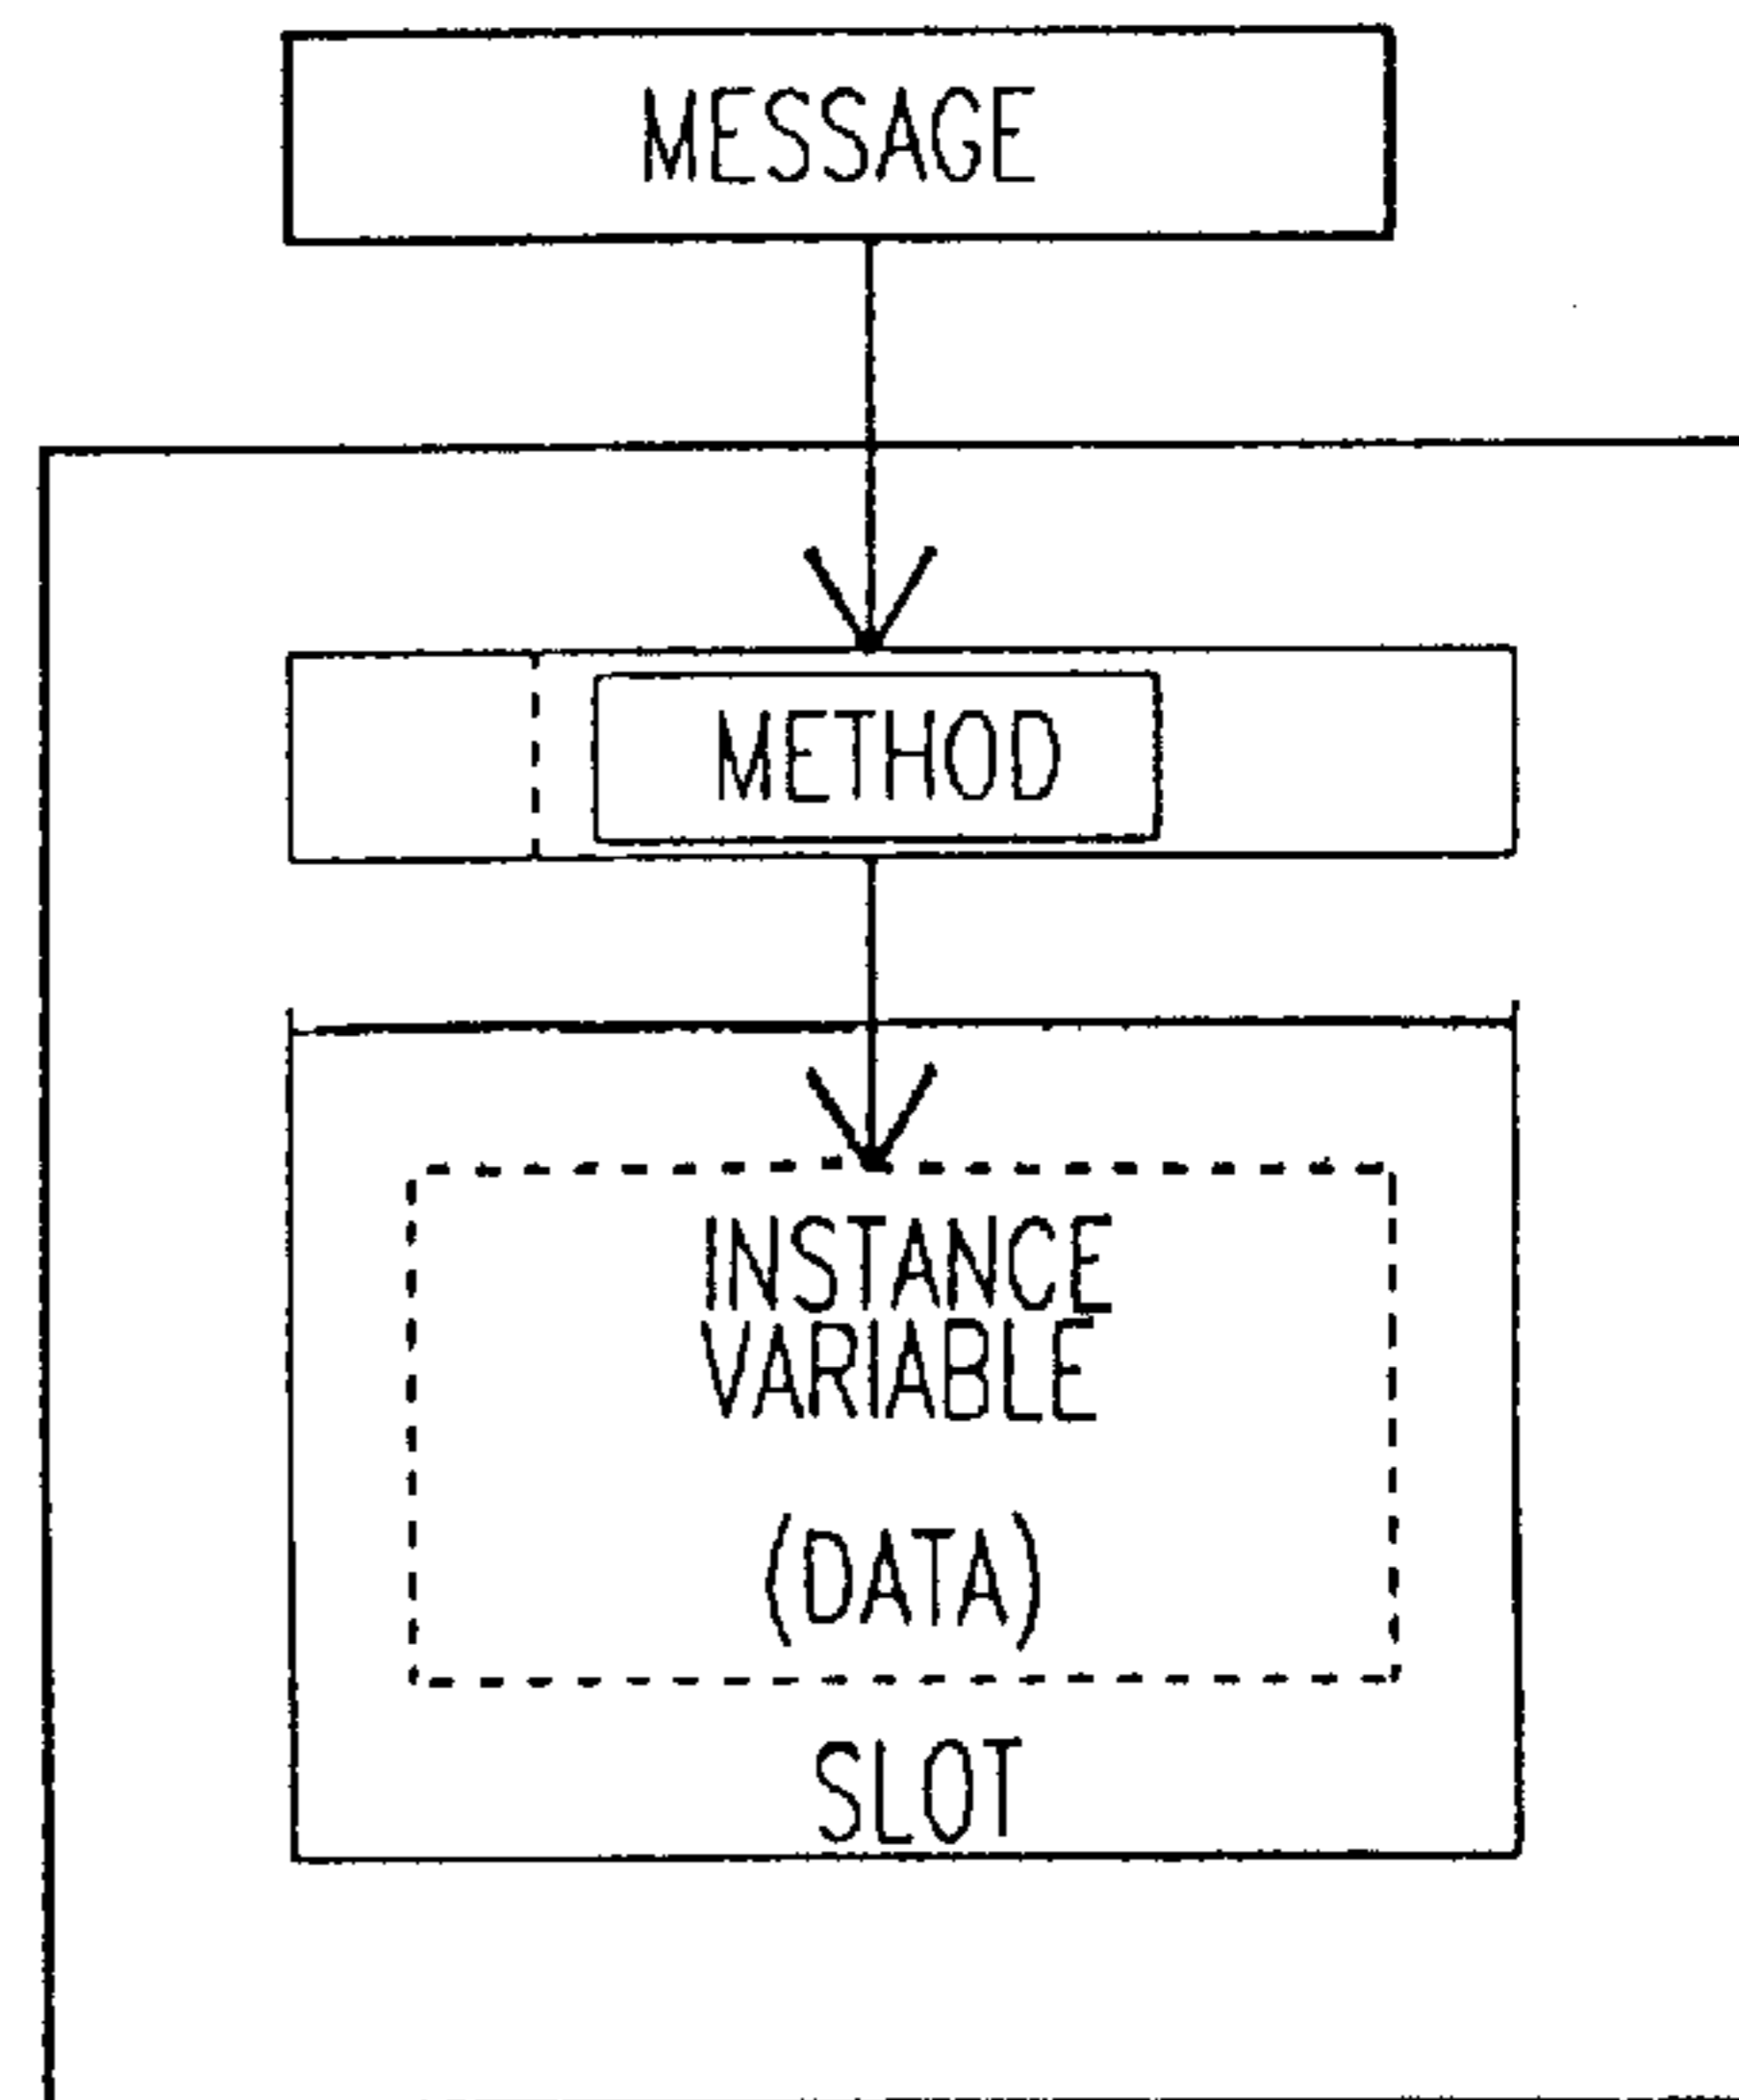 MESSAGE
METHOD
INSTANCE
VARIABLE
(DATA)
SLOT